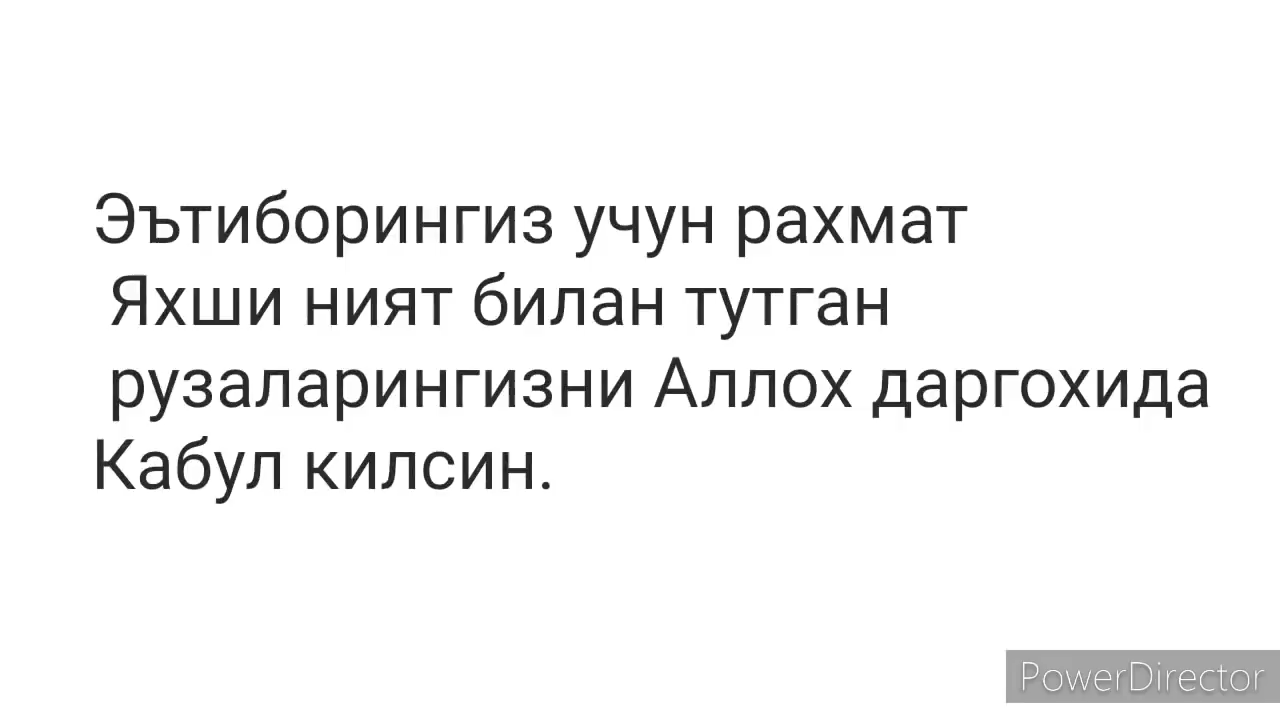 Эътиборингиз учун рахмат
Яхши ният билан тутган
рузаларингизни Аллох даргохида
Кабул килсин.
PowerDirector